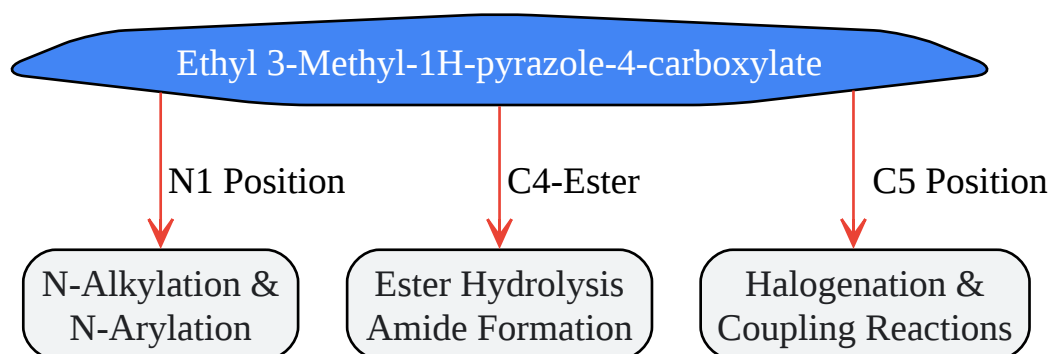 Ethyl 3-Methyl-1H-pyrazole-4-carboxylate
N1 Position
C4-Ester
C5 Position
N-Alkylation &
N-Arylation
Ester Hydrolysis
Amide Formation
Halogenation &
Coupling Reactions